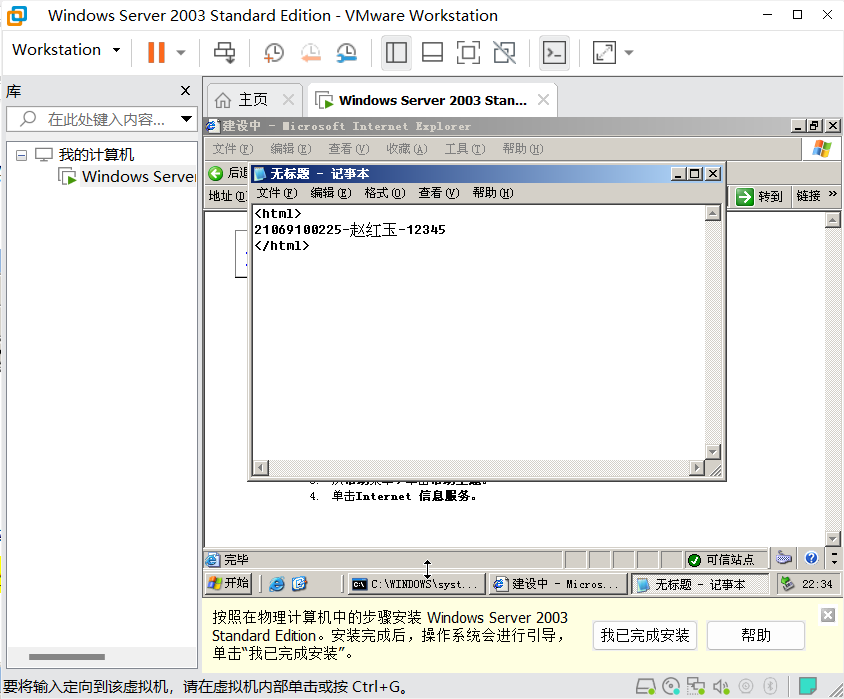 Windows Server 2003 Standard Edition - VMware Workstation
Workstation
库
主页
Windows Server 2003 Stan...
在此处键入内容...
我的计算机
Windows Server
建设中 - Microsoft Internet Explorer
文件(F) 编辑(E) 查看(V) 收藏(A) 工具(T) 帮助(H)
后退
地址(D)
转到
链接
»
无标题 - 记事本
文件(F) 编辑(E) 格式(O) 查看(V) 帮助(H)
<html>
21069100225-赵红玉-12345
</html>
4. 单击Internet 信息服务。
完毕
可信站点
开始
C:\WINDOWS\syst...
建设中 - Micros...
无标题 - 记事本
22:34
按照在物理计算机中的步骤安装 Windows Server 2003
Standard Edition。安装完成后，操作系统会进行引导，
单击“我已完成安装”。
我已完成安装
帮助
要将输入定向到该虚拟机，请在虚拟机内部单击或按 Ctrl+G。